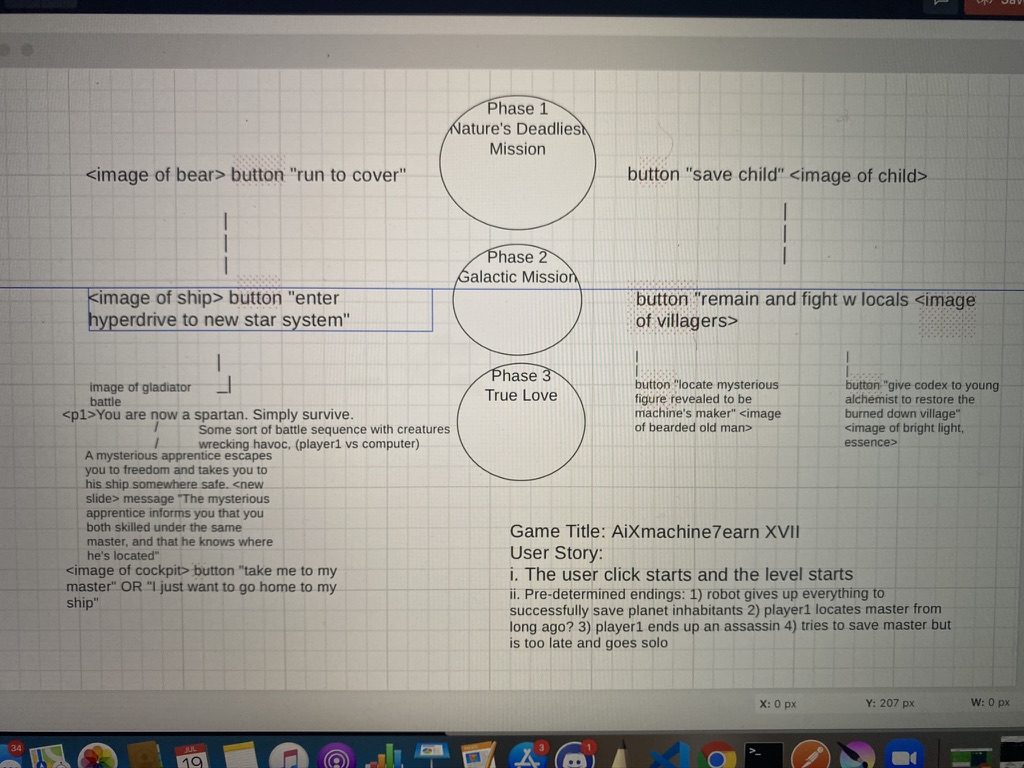 Phase 1
Nature's Deadliest
Mission
<image of bear> button "run to cover"
button "save child" <image of child>
Phase 2
Galactic Mission
<image of ship> button "enter
hyperdrive to new star system"
button "remain and fight w locals <image
of villagers>
Phase 3
True Love
image of gladiator
battle
<p1>You are now a spartan. Simply survive.
Some sort of battle sequence with creatures
wrecking havoc, (player1 vs computer)
A mysterious apprentice escapes
you to freedom and takes you to
his ship somewhere safe. <new
slide> message "The mysterious
apprentice informs you that you
both skilled under the same
master, and that he knows where
he's located"
<image of cockpit> button "take me to my
master" OR "I just want to go home to my
ship"
button "locate mysterious
figure revealed to be
machine's maker" <image
of bearded old man>
button "give codex to young
alchemist to restore the
burned down village"
<image of bright light,
essence>
Game Title: AiXmachine7earn XVII
User Story:
i. The user click starts and the level starts
ii. Pre-determined endings: 1) robot gives up everything to
successfully save planet inhabitants 2) player1 locates master from
long ago? 3) player1 ends up an assassin 4) tries to save master but
is too late and goes solo
X: 0 px
Y: 207 px
W: 0 px
34
JUL
19
3
1